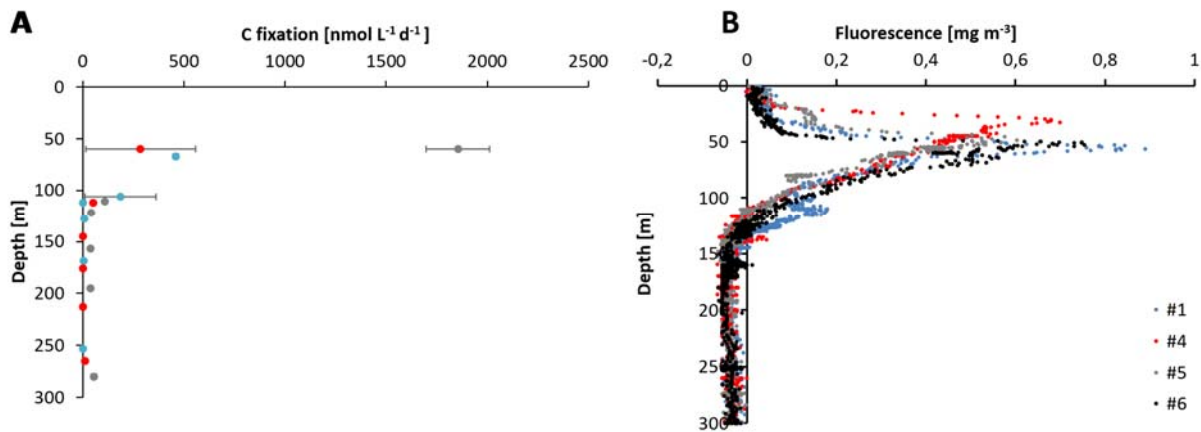 A
C fixation [nmol L⁻¹ d⁻¹ ]
0 500 1000 1500 2000 2500
Depth [m]
0
50
100
150
200
250
300
B
Fluorescence [mg m⁻³]
-0,2 0 0,2 0,4 0,6 0,8 1
Depth [m]
0
50
100
150
200
250
300
#1
#4
#5
#6